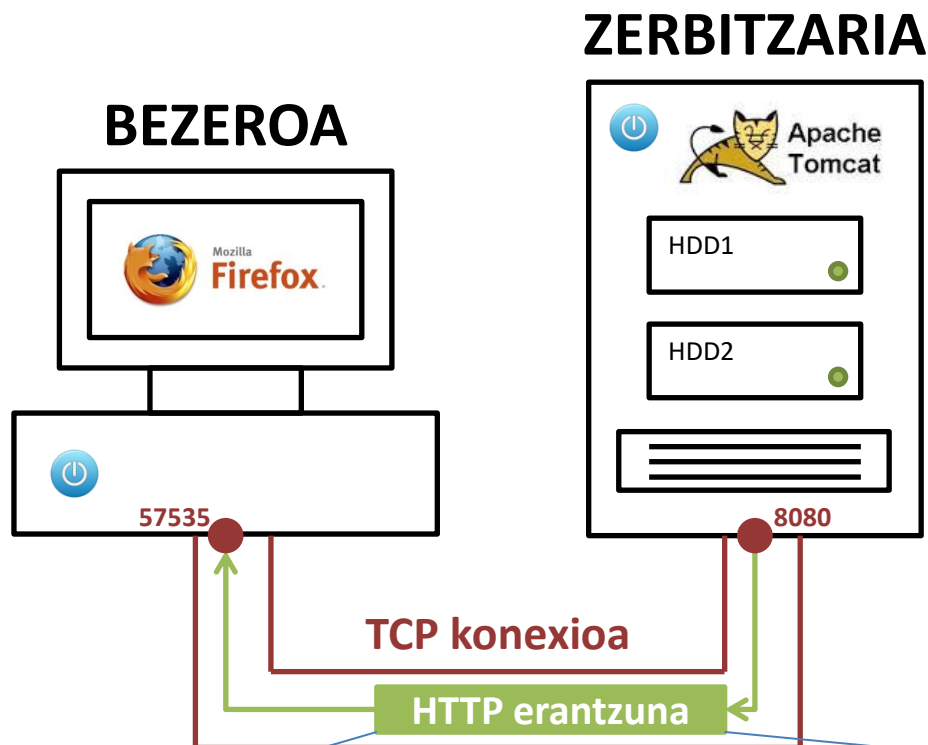 ZERBITZARIA
BEZEROA
Apache
Tomcat
Mozilla
Firefox
HDD1
HDD2
57535
8080
TCP konexioa
HTTP erantzuna